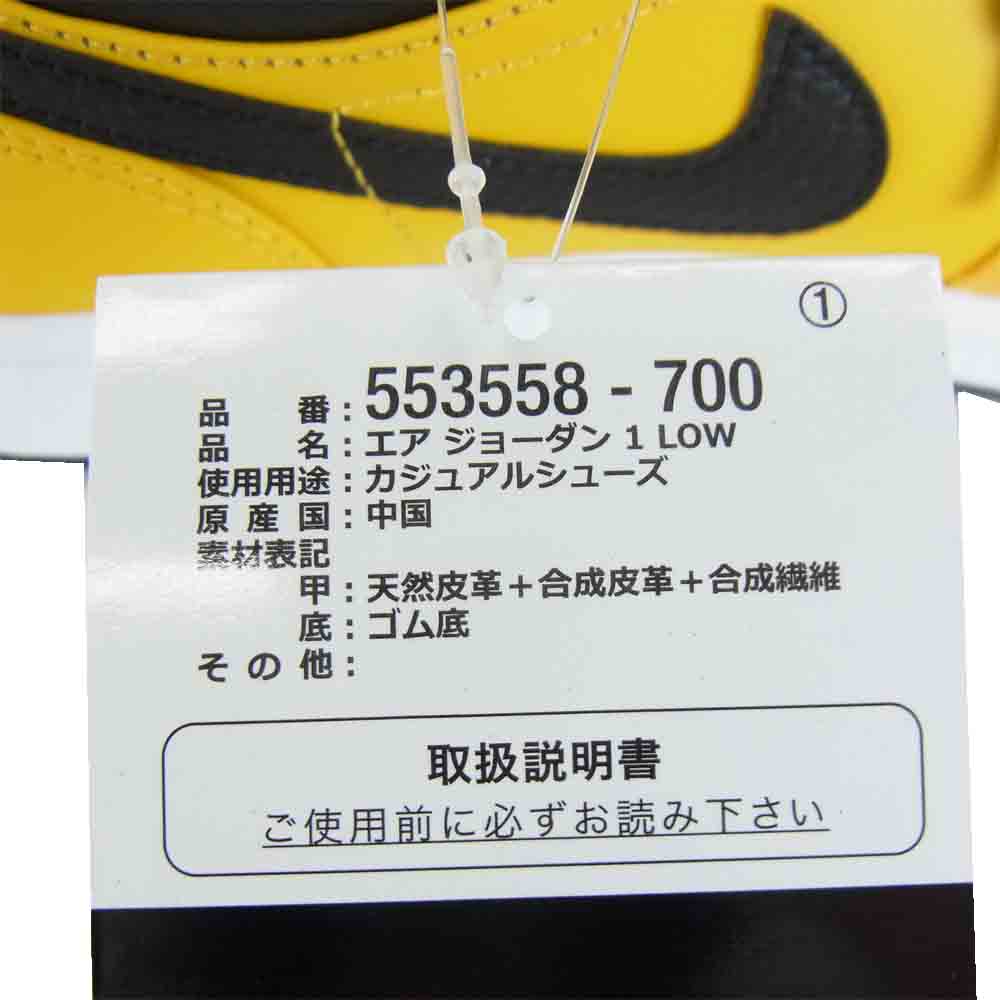 ①
品番：553558 - 700
品名：エア ジョーダン 1 LOW
使用用途：カジュアルシューズ
原産国：中国
素材表記
甲：天然皮革＋合成皮革＋合成繊維
底：ゴム底
その他：
取扱説明書
ご使用前に必ずお読み下さい